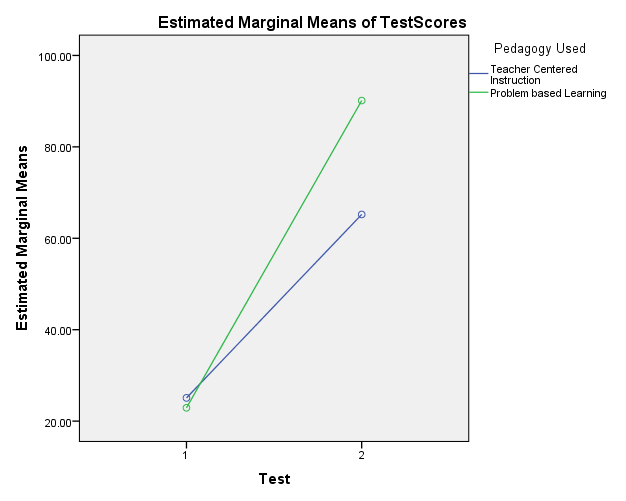 Estimated Marginal Means of TestScores
Pedagogy Used
Teacher Centered
Instruction
Problem based Learning
Estimated Marginal Means
100.00
80.00
60.00
40.00
20.00
1
2
Test